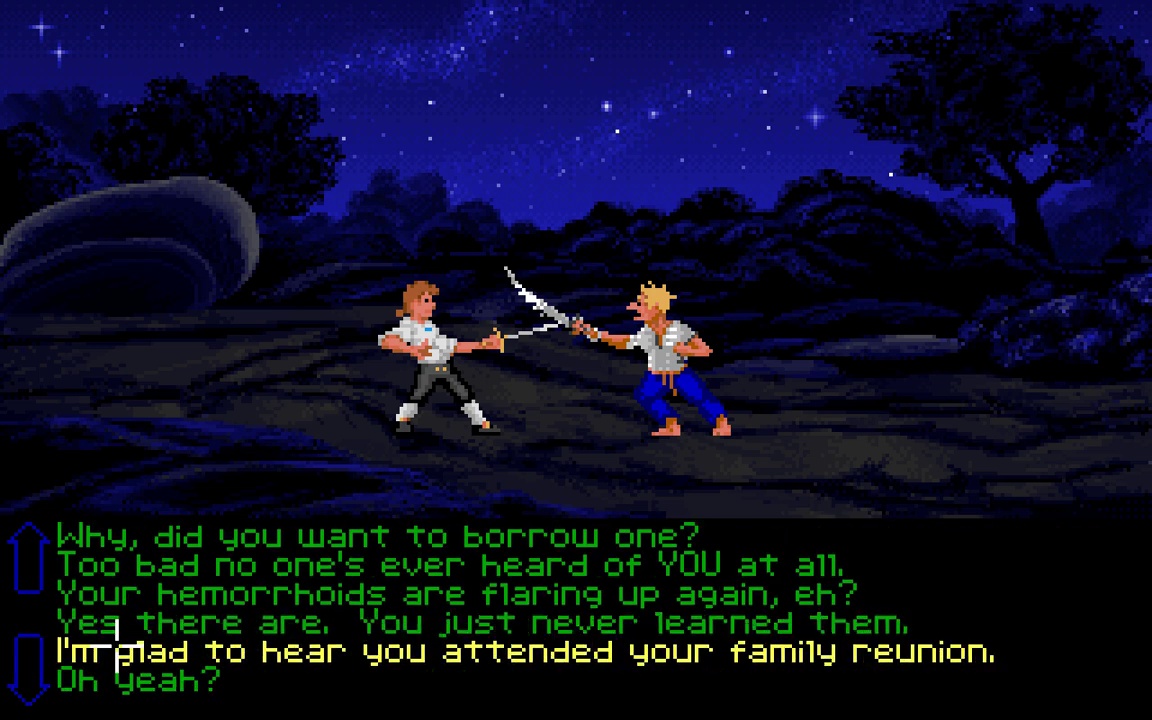 Why, did you want to borrow one?
Too bad no one's ever heard of YOU at all.
Your hemorrhoids are flaring up again, eh?
Yes there are.  You just never learned them.
I'm glad to hear you attended your family reunion.
Oh yeah?